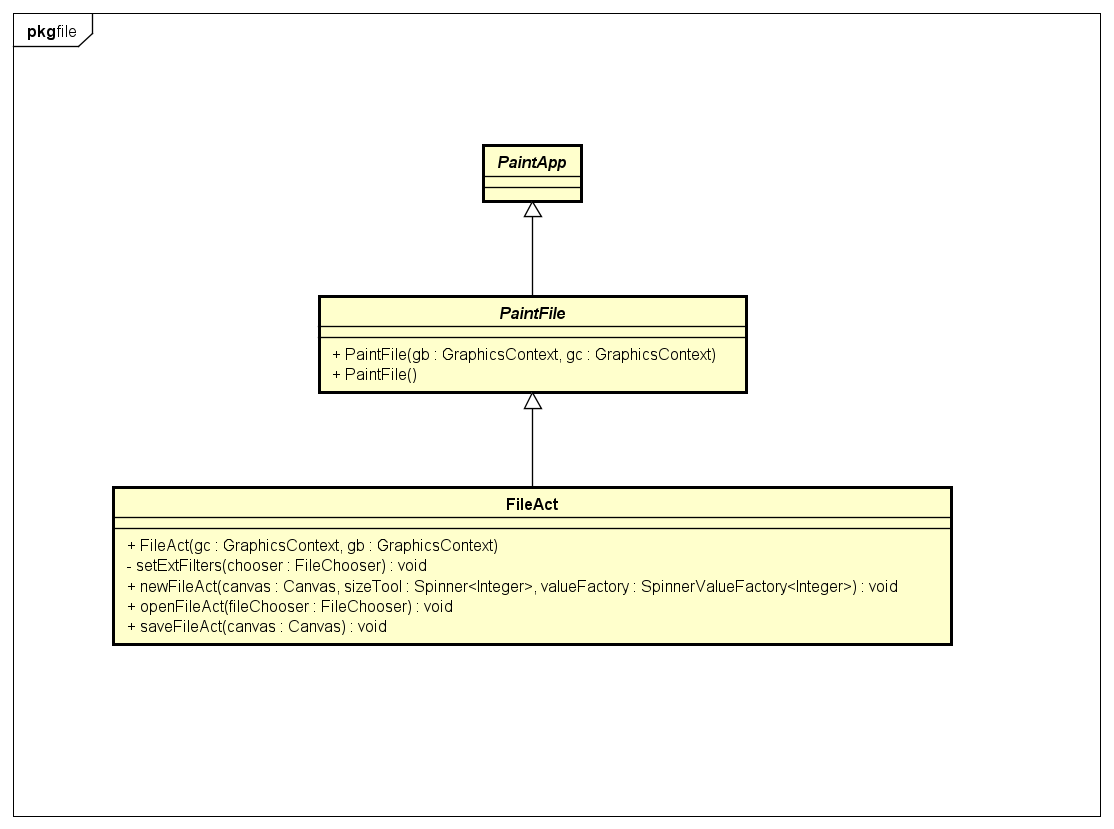 pkgfile
PaintApp
PaintFile
+ PaintFile(gb : GraphicsContext, gc : GraphicsContext)
+ PaintFile()
FileAct
+ FileAct(gc : GraphicsContext, gb : GraphicsContext)
- setExtFilters(chooser : FileChooser) : void
+ newFileAct(canvas : Canvas, sizeTool : Spinner<Integer>, valueFactory : SpinnerValueFactory<Integer>) : void
+ openFileAct(fileChooser : FileChooser) : void
+ saveFileAct(canvas : Canvas) : void